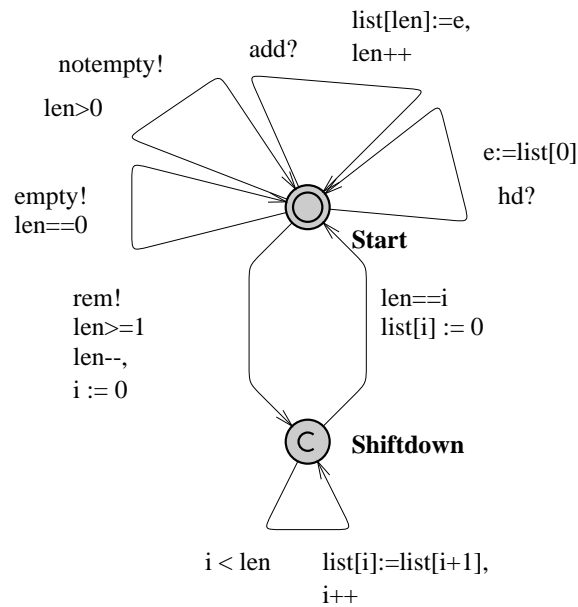 list[len]:=e,
len++
add?
notempty!
len>0
e:=list[0]
hd?
empty!
len==0
Start
rem!
len>=1
len--,
i := 0
len==i
list[i] := 0
C
Shiftdown
i < len
list[i]:=list[i+1],
i++